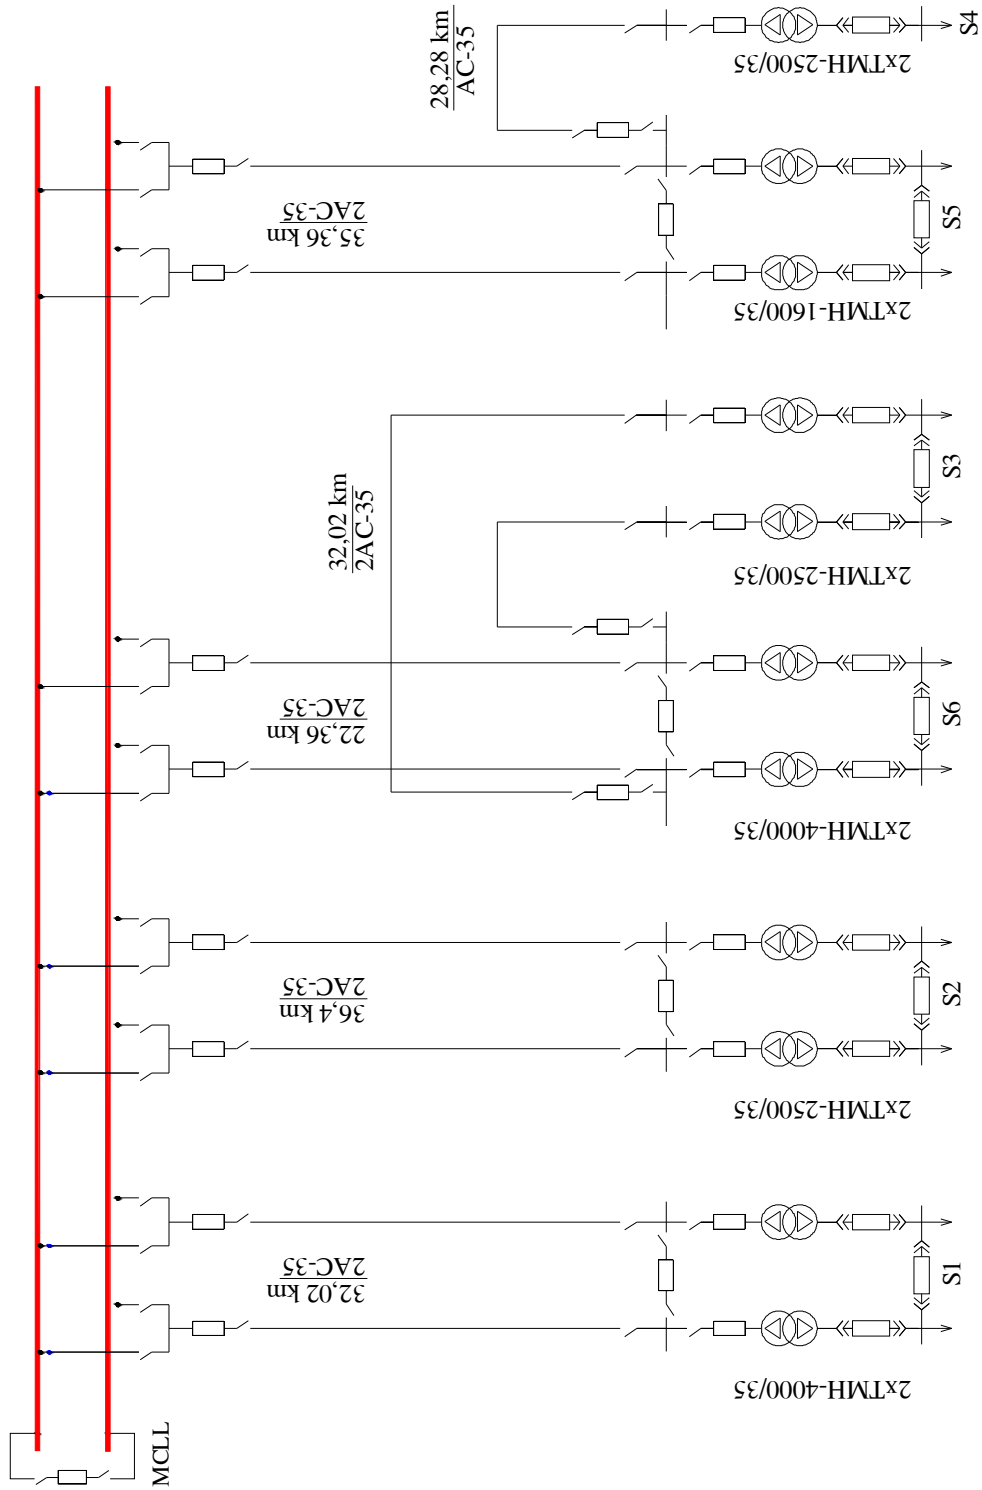 MCLL
32,02 km
2AC-35
2xTMH-4000/35
S1
36,4 km
2AC-35
2xTMH-2500/35
S2
22,36 km
2AC-35
2xTMH-4000/35
S6
32,02 km
2AC-35
2xTMH-2500/35
S3
35,36 km
2AC-35
2xTMH-1600/35
S5
28,28 km
AC-35
2xTMH-2500/35
S4